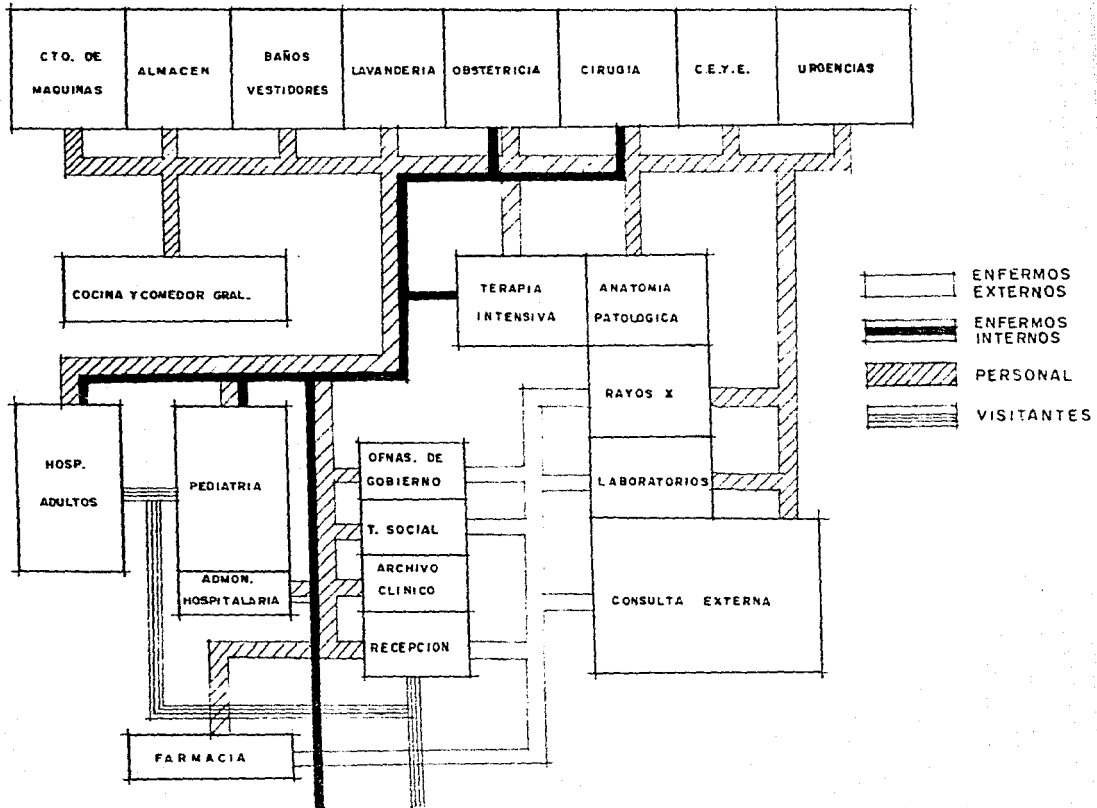 CTO. DE
MAQUINAS
ALMACEN
BAÑOS
VESTIDORES
LAVANDERIA
OBSTETRICIA
CIRUGIA
C.E.Y.E.
URGENCIAS
COCINA Y COMEDOR GRAL.
TERAPIA
INTENSIVA
ANATOMIA
PATOLOGICA
ENFERMOS
EXTERNOS
ENFERMOS
INTERNOS
PERSONAL
VISITANTES
RAYOS X
HOSP.
ADULTOS
PEDIATRIA
OFNAS. DE
GOBIERNO
LABORATORIOS
T. SOCIAL
ADMON.
HOSPITALARIA
ARCHIVO
CLINICO
CONSULTA EXTERNA
RECEPCION
FARMACIA